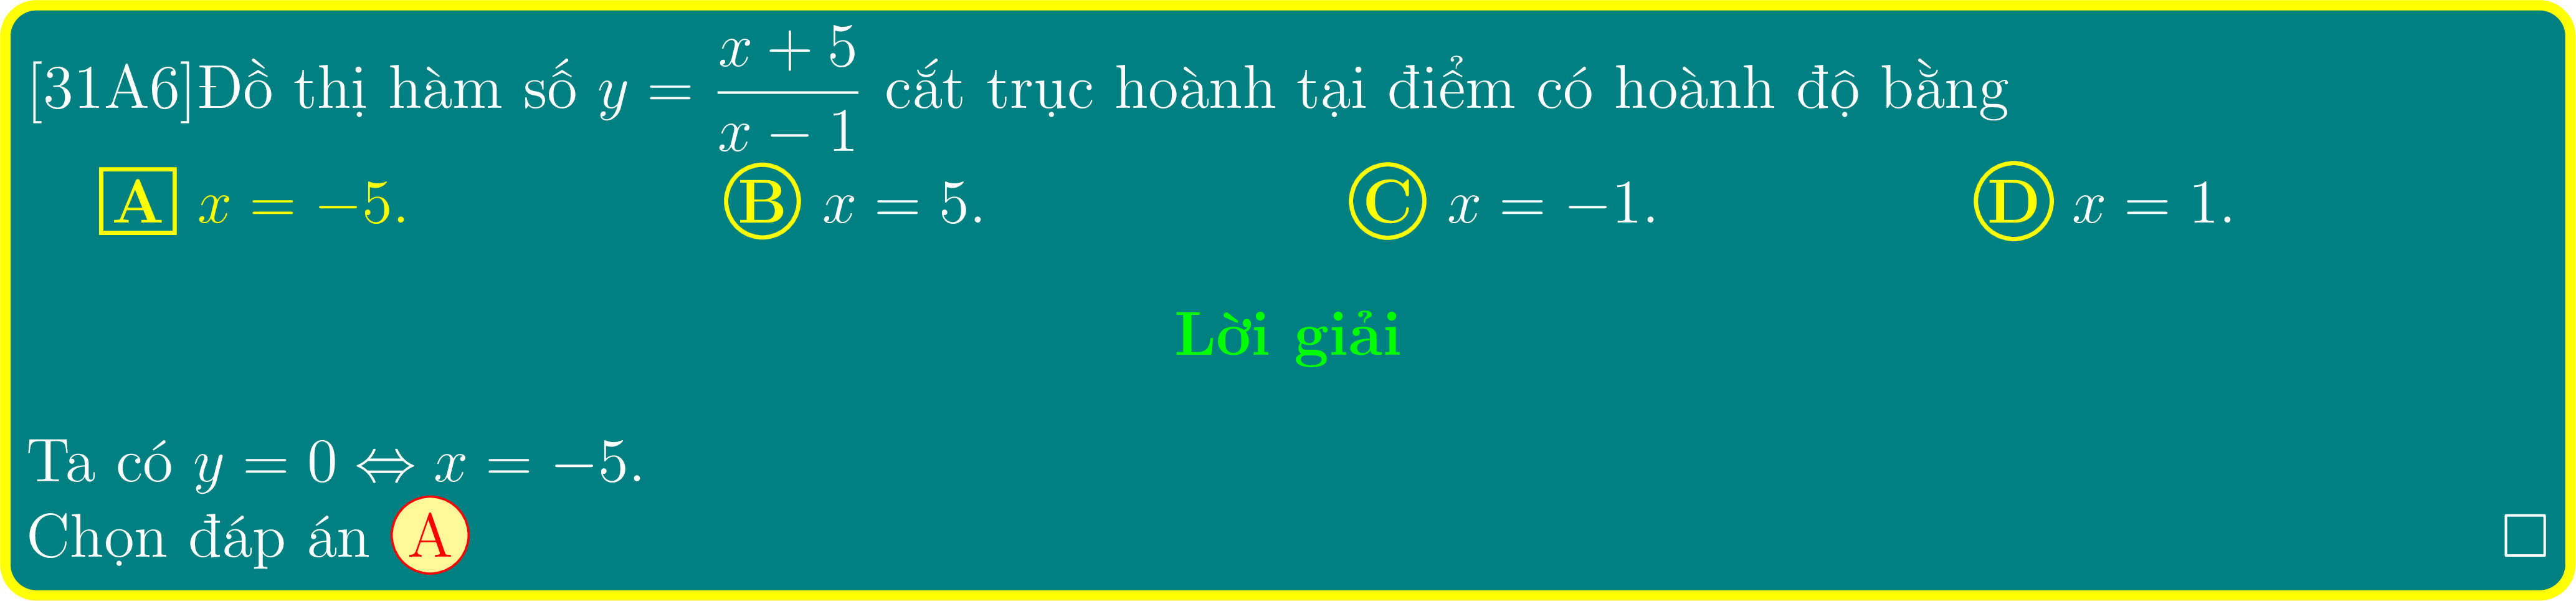 [31A6]Đồ thị hàm số y = \frac{x + 5}{x − 1} cắt trục hoành tại điểm có hoành độ bằng
A x = −5. B x = 5. C x = −1. D x = 1.
Lời giải
Ta có y = 0 ⇔ x = −5.
Chọn đáp án A □